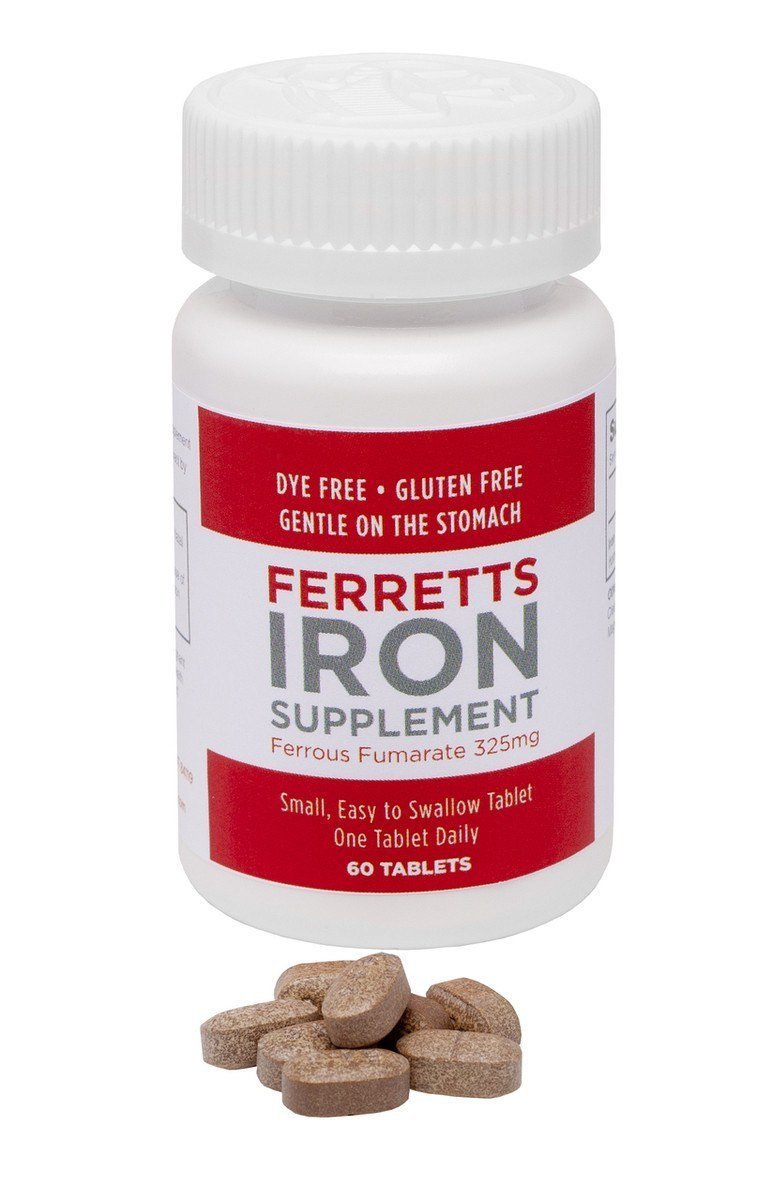 DYE FREE • GLUTEN FREE
GENTLE ON THE STOMACH
FERRETTS
IRON
SUPPLEMENT
Ferrous Fumarate 325mg
Small, Easy to Swallow Tablet
One Tablet Daily
60 TABLETS